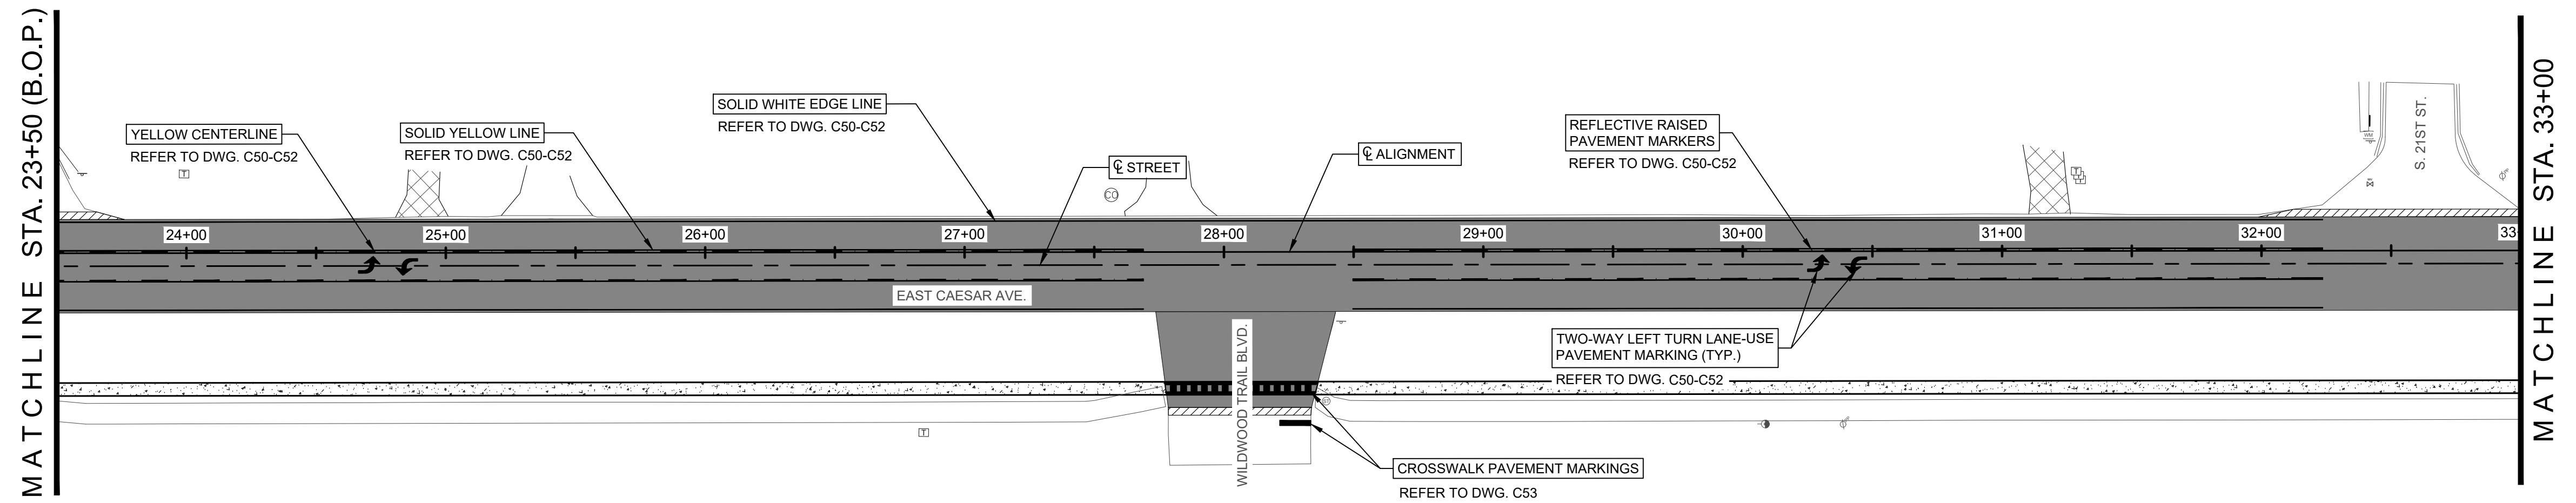 MATCHLINE STA. 23+50 (B.O.P.)
YELLOW CENTERLINE
REFER TO DWG. C50-C52
SOLID YELLOW LINE
REFER TO DWG. C50-C52
SOLID WHITE EDGE LINE
REFER TO DWG. C50-C52
℄ STREET
CO
℄ ALIGNMENT
REFLECTIVE RAISED
PAVEMENT MARKERS
REFER TO DWG. C50-C52
WM
S. 21ST ST.
T
T
24+00
25+00
26+00
27+00
28+00
29+00
30+00
31+00
32+00
33+
EAST CAESAR AVE.
WILDWOOD TRAIL BLVD.
TWO-WAY LEFT TURN LANE-USE
PAVEMENT MARKING (TYP.)
REFER TO DWG. C50-C52
T
CROSSWALK PAVEMENT MARKINGS
REFER TO DWG. C53
MATCHLINE STA. 33+00